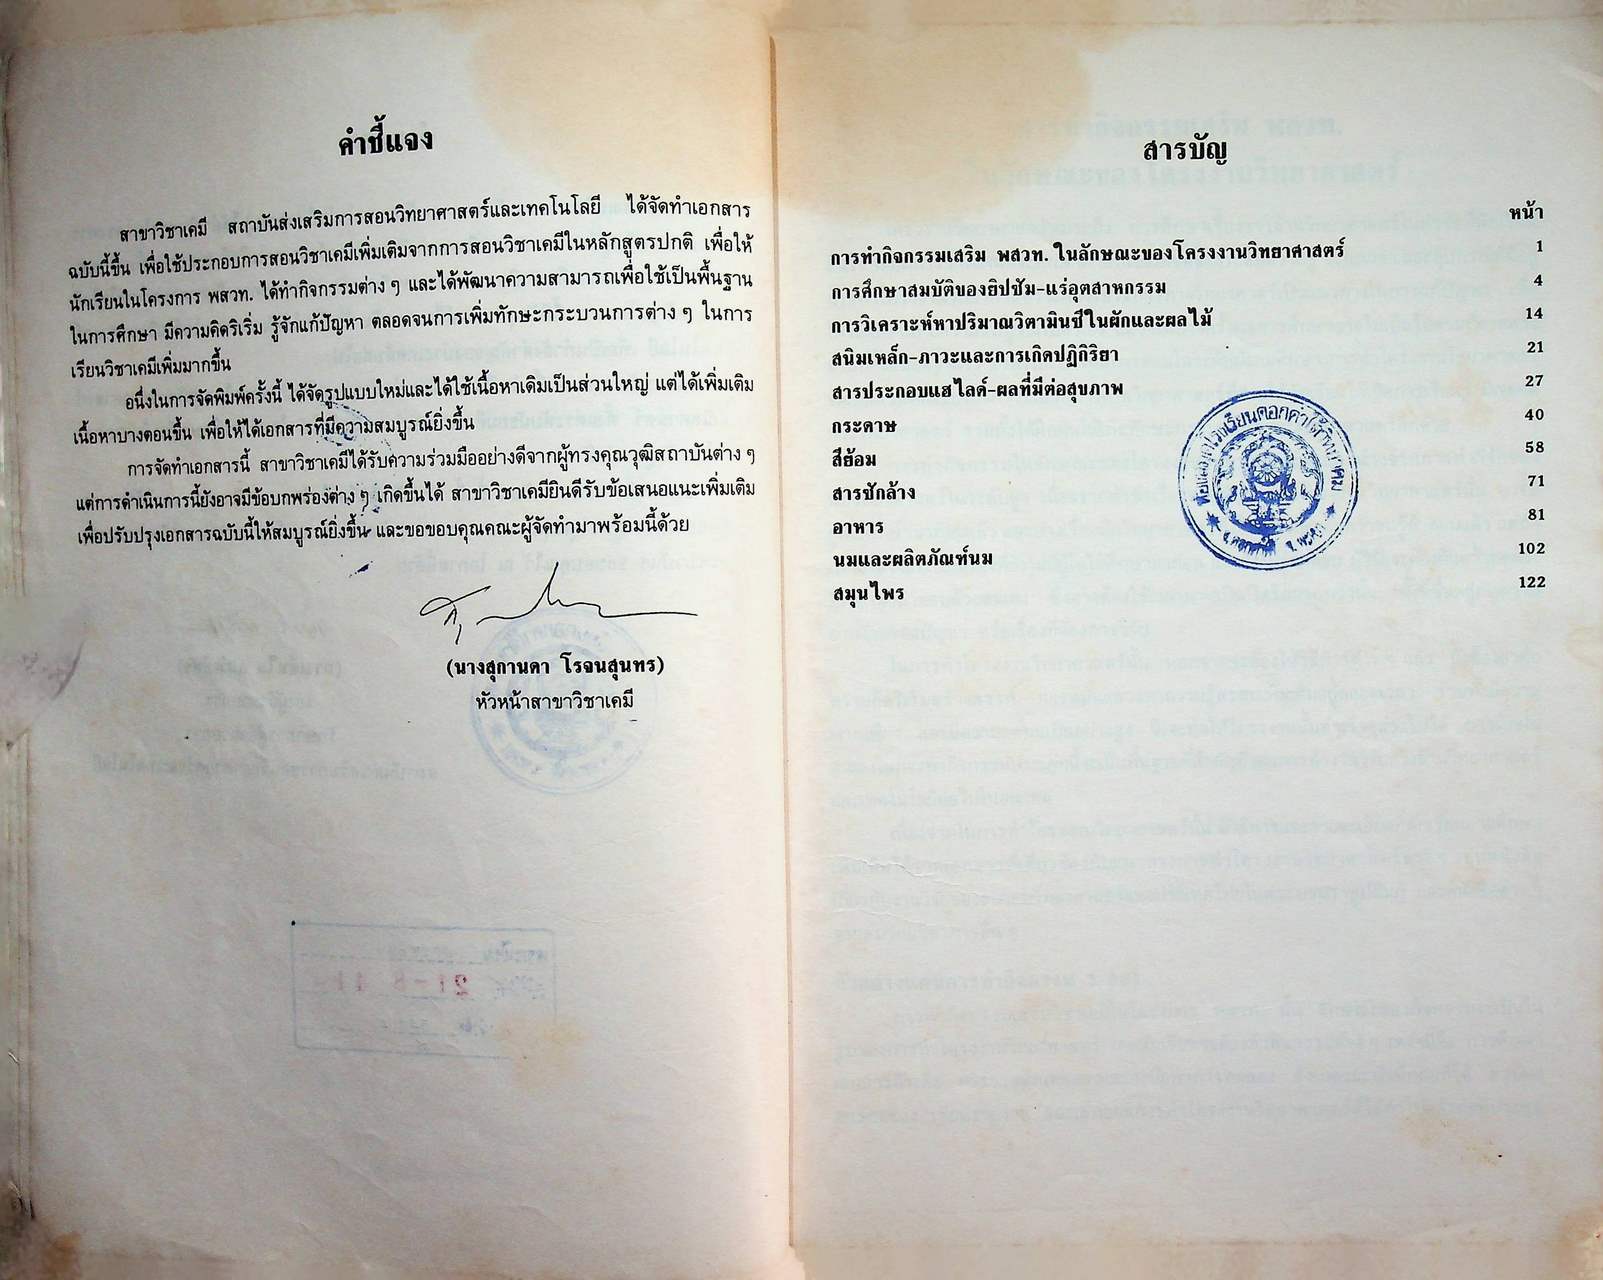 คำชี้แจง
สาขาวิชาเคมี สถาบันส่งเสริมการสอนวิทยาศาสตร์และเทคโนโลยี ได้จัดทำเอกสาร
ฉบับนี้ขึ้น เพื่อใช้ประกอบการสอนวิชาเคมีเพิ่มเติมจากการสอนวิชาเคมีในหลักสูตรปกติ เพื่อให้
นักเรียนในโครงการ พสวท. ได้ทำกิจกรรมต่าง ๆ และได้พัฒนาความสามารถเพื่อใช้เป็นพื้นฐาน
ในการศึกษา มีความคิดริเริ่ม รู้จักแก้ปัญหา ตลอดจนการเพิ่มทักษะกระบวนการต่าง ๆ ในการ
เรียนวิชาเคมีเพิ่มมากขึ้น
อนึ่งในการจัดพิมพ์ครั้งนี้ ได้จัดรูปแบบใหม่และได้ใช้เนื้อหาเดิมเป็นส่วนใหญ่ แต่ได้เพิ่มเติม
เนื้อหาบางตอนขึ้น เพื่อให้ได้เอกสารที่มีความสมบูรณ์ยิ่งขึ้น
การจัดทำเอกสารนี้ สาขาวิชาเคมีได้รับความร่วมมืออย่างดีจากผู้ทรงคุณวุฒิสถาบันต่าง ๆ
แต่การดำเนินการนี้ยังอาจมีข้อบกพร่องต่าง ๆ เกิดขึ้นได้ สาขาวิชาเคมียินดีรับข้อเสนอแนะเพิ่มเติม
เพื่อปรับปรุงเอกสารฉบับนี้ให้สมบูรณ์ยิ่งขึ้น และขอขอบคุณคณะผู้จัดทำมาพร้อมนี้ด้วย
(นางสุกานดา โรจนสุนทร)
หัวหน้าสาขาวิชาเคมี
สารบัญ
หน้า
การทำกิจกรรมเสริม พสวท. ในลักษณะของโครงงานวิทยาศาสตร์ 1
การศึกษาสมบัติของยิปซัม-แร่อุตสาหกรรม 4
การวิเคราะห์หาปริมาณวิตามินซีในผักและผลไม้ 14
สนิมเหล็ก-ภาวะและการเกิดปฏิกิริยา 21
สารประกอบแฮไลด์-ผลที่มีต่อสุขภาพ 27
กระดาษ 40
สีย้อม 58
สารซักล้าง 71
อาหาร 81
นมและผลิตภัณฑ์นม 102
สมุนไพร 122